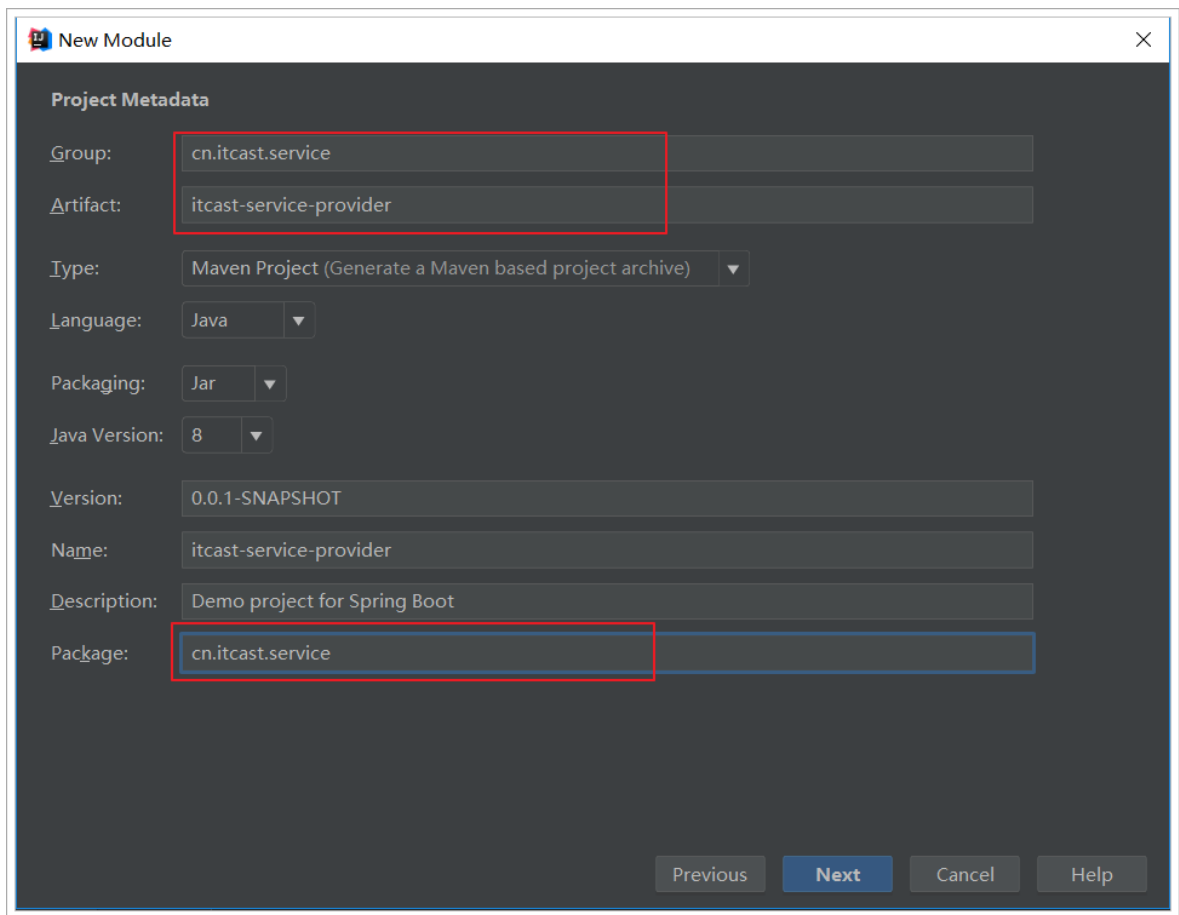 New Module
Project Metadata
Group: cn.itcast.service
Artifact: itcast-service-provider
Type: Maven Project (Generate a Maven based project archive)
Language: Java
Packaging: Jar
Java Version: 8
Version: 0.0.1-SNAPSHOT
Name: itcast-service-provider
Description: Demo project for Spring Boot
Package: cn.itcast.service
Previous Next Cancel Help